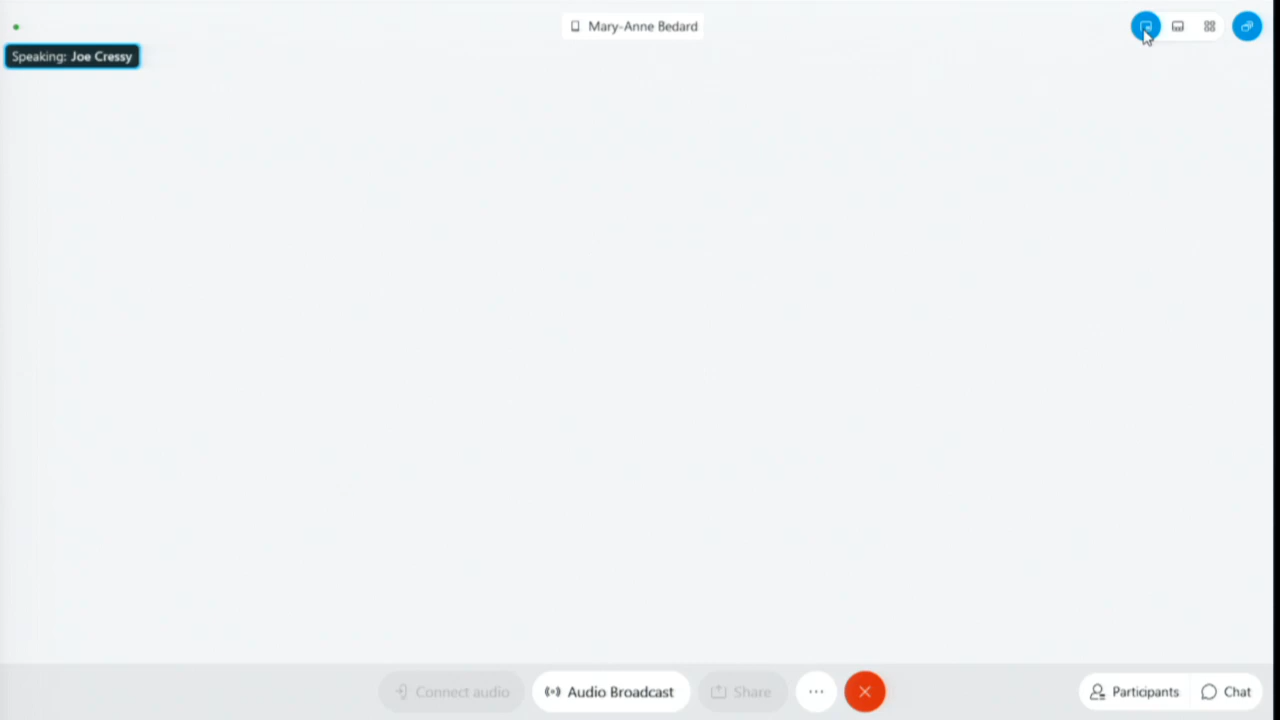 Mary-Anne Bedard
Speaking: Joe Cressy
Connect audio
Audio Broadcast
Share
Participants
Chat